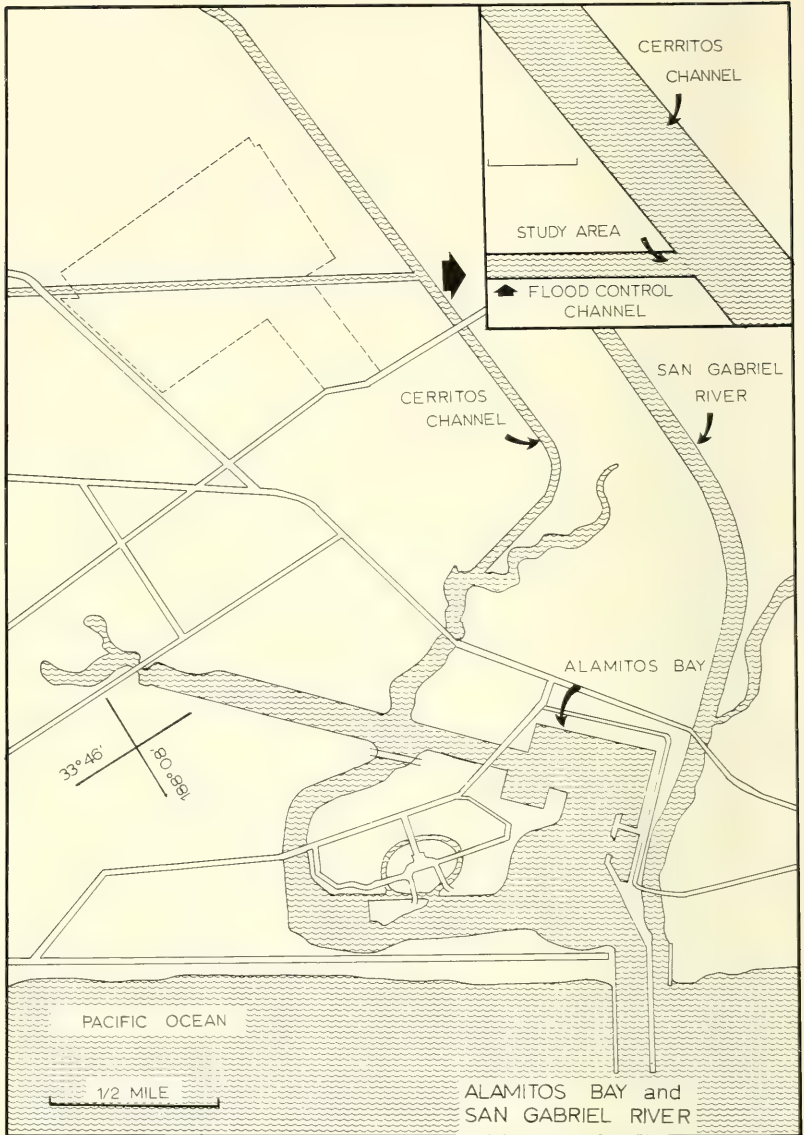 CERRITOS
CHANNEL
STUDY AREA
FLOOD CONTROL
CHANNEL
SAN GABRIEL
RIVER
CERRITOS
CHANNEL
ALAMITOS BAY
33°46'
188° 08'
PACIFIC OCEAN
1/2 MILE
ALAMITOS BAY and
SAN GABRIEL RIVER